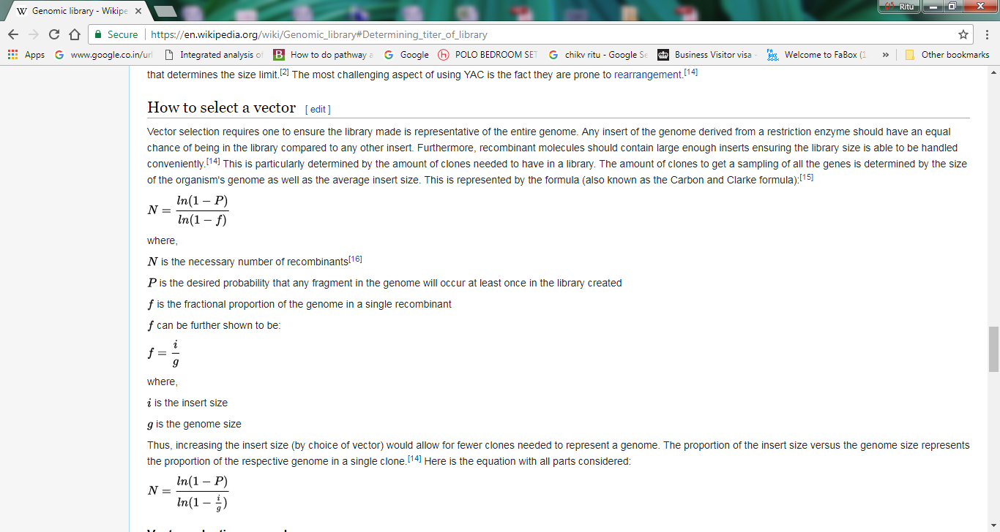 Genomic library - Wikipe
Ritu
Secure https://en.wikipedia.org/wiki/Genomic_library#Determining_titer_of_library
Apps www.google.co.in/url Integrated analysis of How to do pathway a Google POLO BEDROOM SET chikv ritu - Google Se Business Visitor visa - Welcome to FaBox (1 » Other bookmarks
that determines the size limit.[2] The most challenging aspect of using YAC is the fact they are prone to rearrangement.[14]
How to select a vector [ edit ]
Vector selection requires one to ensure the library made is representative of the entire genome. Any insert of the genome derived from a restriction enzyme should have an equal
chance of being in the library compared to any other insert. Furthermore, recombinant molecules should contain large enough inserts ensuring the library size is able to be handled
conveniently.[14] This is particularly determined by the amount of clones needed to have in a library. The amount of clones to get a sampling of all the genes is determined by the size
of the organism's genome as well as the average insert size. This is represented by the formula (also known as the Carbon and Clarke formula):[15]
N = ln(1 − P) / ln(1 − f)
where,
N is the necessary number of recombinants[16]
P is the desired probability that any fragment in the genome will occur at least once in the library created
f is the fractional proportion of the genome in a single recombinant
f can be further shown to be:
f = i / g
where,
i is the insert size
g is the genome size
Thus, increasing the insert size (by choice of vector) would allow for fewer clones needed to represent a genome. The proportion of the insert size versus the genome size represents
the proportion of the respective genome in a single clone.[14] Here is the equation with all parts considered:
N = ln(1 − P) / ln(1 − i/g)